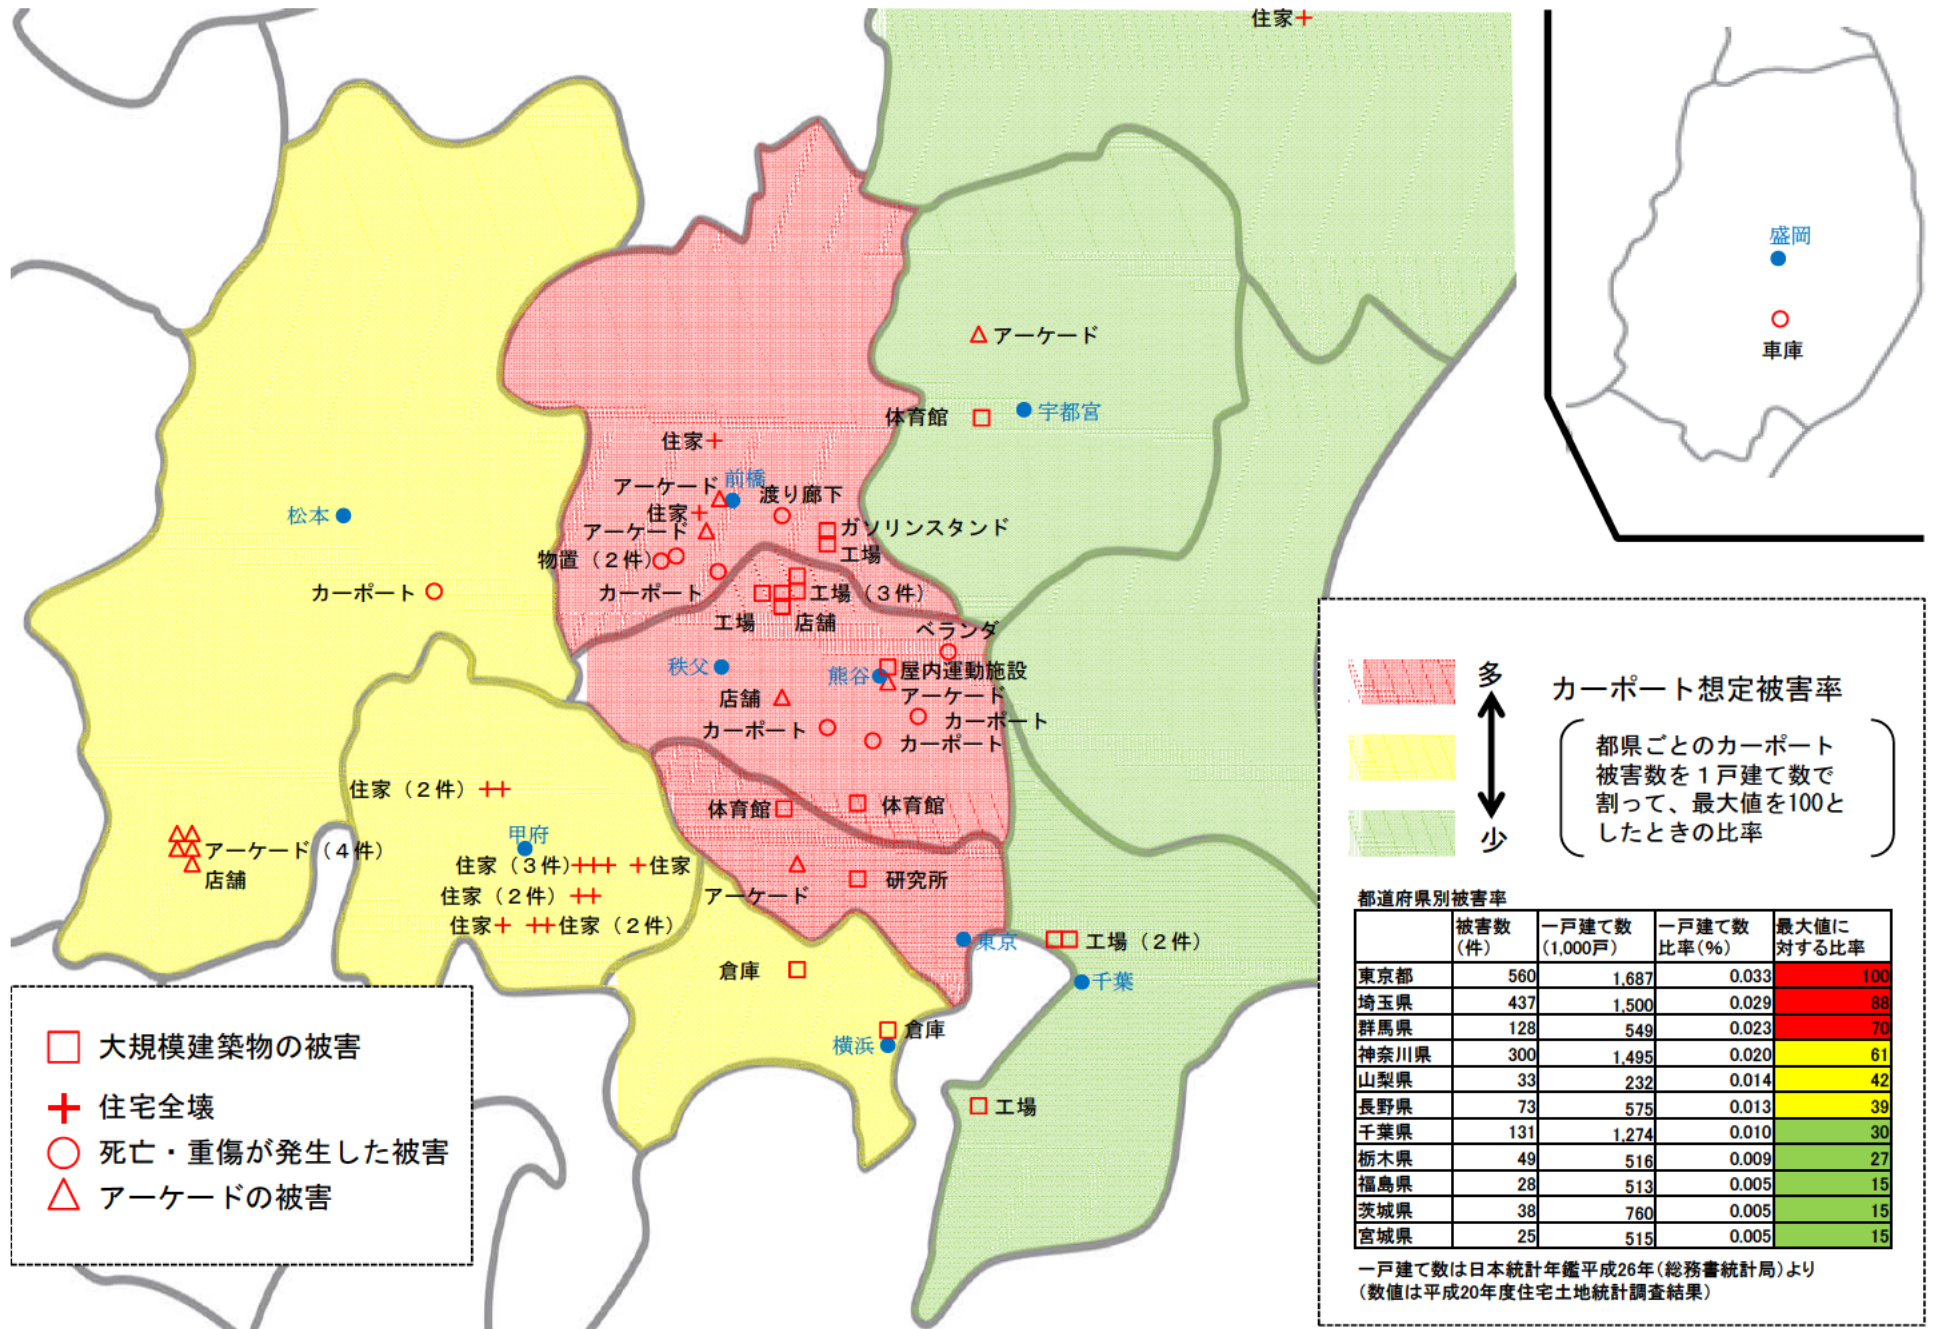 住家
盛岡
車庫
アーケード
体育館
宇都宮
住家
前橋
アーケード
渡り廊下
住家
アーケード
ガソリンスタンド
工場
物置（2件）
カーポート
工場（3件）
工場
店舗
松本
カーポート
ベランダ
秩父
熊谷
屋内運動施設
アーケード
店舗
カーポート
カーポート
カーポート
体育館
体育館
住家（2件）
甲府
住家（3件）
住家
住家（2件）
住家
住家（2件）
アーケード（4件）
店舗
アーケード
研究所
東京
工場（2件）
千葉
倉庫
倉庫
横浜
工場
大規模建築物の被害
住宅全壊
死亡・重傷が発生した被害
アーケードの被害
多
少
カーポート想定被害率
都県ごとのカーポート
被害数を1戸建て数で
割って、最大値を100と
したときの比率
都道府県別被害率
被害数（件） 一戸建て数（1,000戸） 一戸建て数比率（%） 最大値に対する比率
東京都 560 1,687 0.033 100
埼玉県 437 1,500 0.029 88
群馬県 128 549 0.023 70
神奈川県 300 1,495 0.020 61
山梨県 33 232 0.014 42
長野県 73 575 0.013 39
千葉県 131 1,274 0.010 30
栃木県 49 516 0.009 27
福島県 28 513 0.005 15
茨城県 38 760 0.005 15
宮城県 25 515 0.005 15
一戸建て数は日本統計年鑑平成26年（総務書統計局）より
（数値は平成20年度住宅土地統計調査結果）